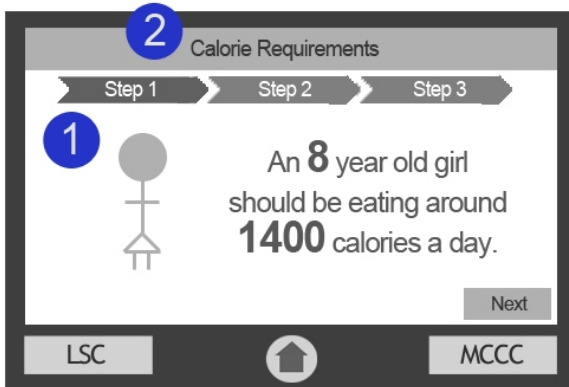 2
Calorie Requirements
Step 1 Step 2 Step 3
1
An 8 year old girl
should be eating around
1400 calories a day.
Next
LSC MCCC